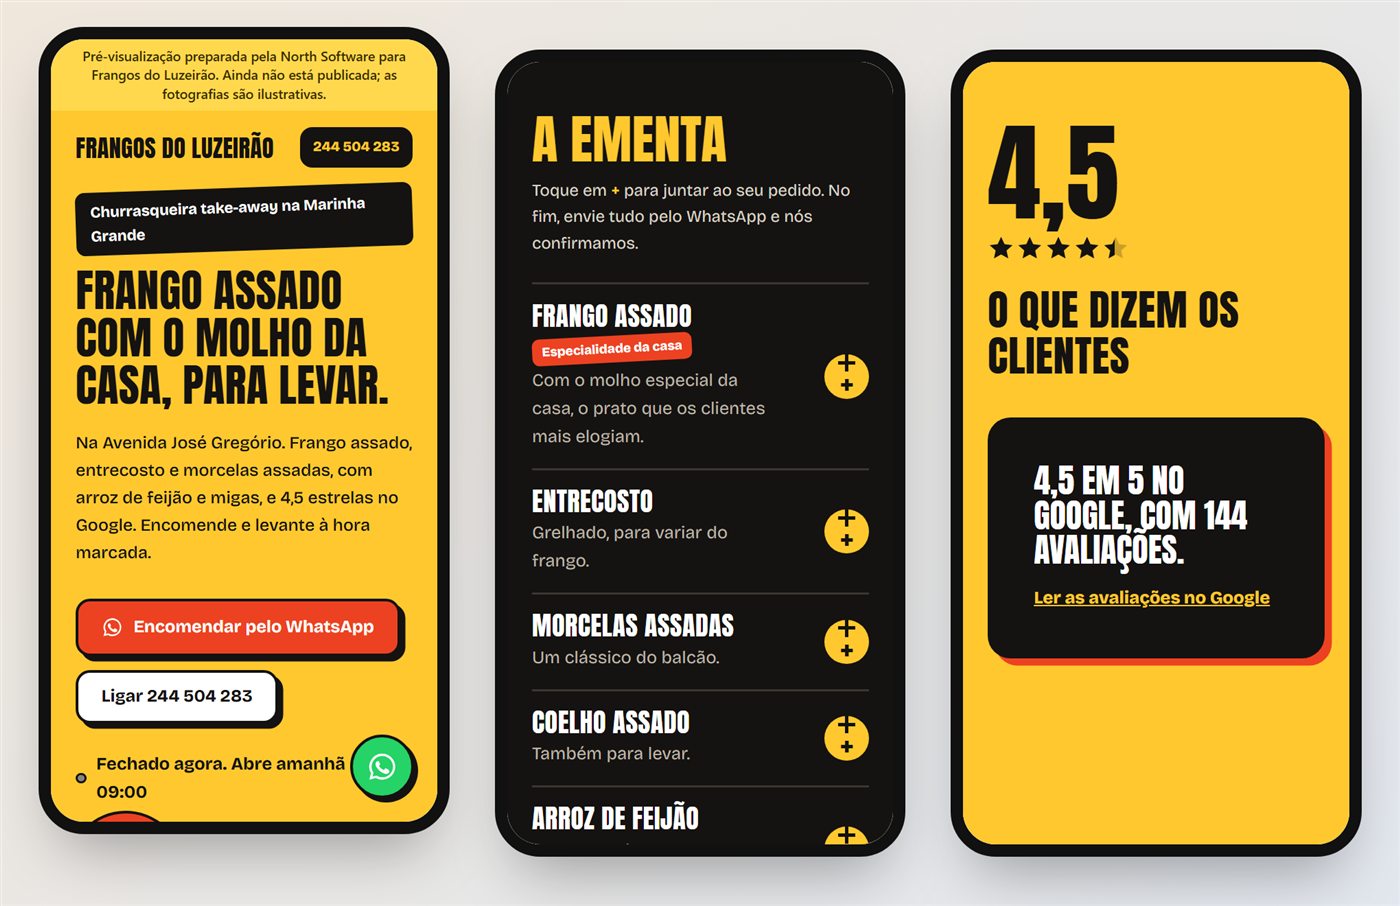 Pré-visualização preparada pela North Software para
Frangos do Luzeirão. Ainda não está publicada; as
fotografias são ilustrativas.
FRANGOS DO LUZEIRÃO
244 504 283
Churrasqueira take-away na Marinha
Grande
FRANGO ASSADO
COM O MOLHO DA
CASA, PARA LEVAR.
Na Avenida José Gregório. Frango assado,
entrecosto e morcelas assadas, com
arroz de feijão e migas, e 4,5 estrelas no
Google. Encomende e levante à hora
marcada.
Encomendar pelo WhatsApp
Ligar 244 504 283
Fechado agora. Abre amanhã
09:00
A EMENTA
Toque em + para juntar ao seu pedido. No
fim, envie tudo pelo WhatsApp e nós
confirmamos.
FRANGO ASSADO
Especialidade da casa
Com o molho especial da
casa, o prato que os clientes
mais elogiam.
+
+
ENTRECOSTO
Grelhado, para variar do
frango.
+
+
MORCELAS ASSADAS
Um clássico do balcão.
+
+
COELHO ASSADO
Também para levar.
+
+
ARROZ DE FEIJÃO
+
4,5
O QUE DIZEM OS
CLIENTES
4,5 EM 5 NO
GOOGLE, COM 144
AVALIAÇÕES.
Ler as avaliações no Google